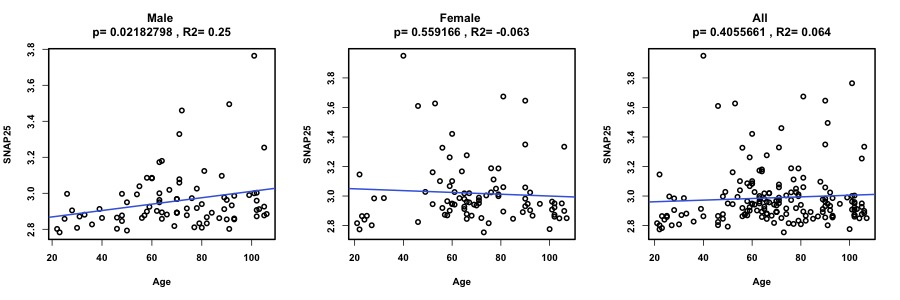 Male
p= 0.02182798 , R2= 0.25
SNAP25
3.8
3.6
3.4
3.2
3.0
2.8
20 40 60 80 100
Age
Female
p= 0.559166 , R2= -0.063
SNAP25
3.8
3.6
3.4
3.2
3.0
2.8
20 40 60 80 100
Age
All
p= 0.4055661 , R2= 0.064
SNAP25
3.8
3.6
3.4
3.2
3.0
2.8
20 40 60 80 100
Age